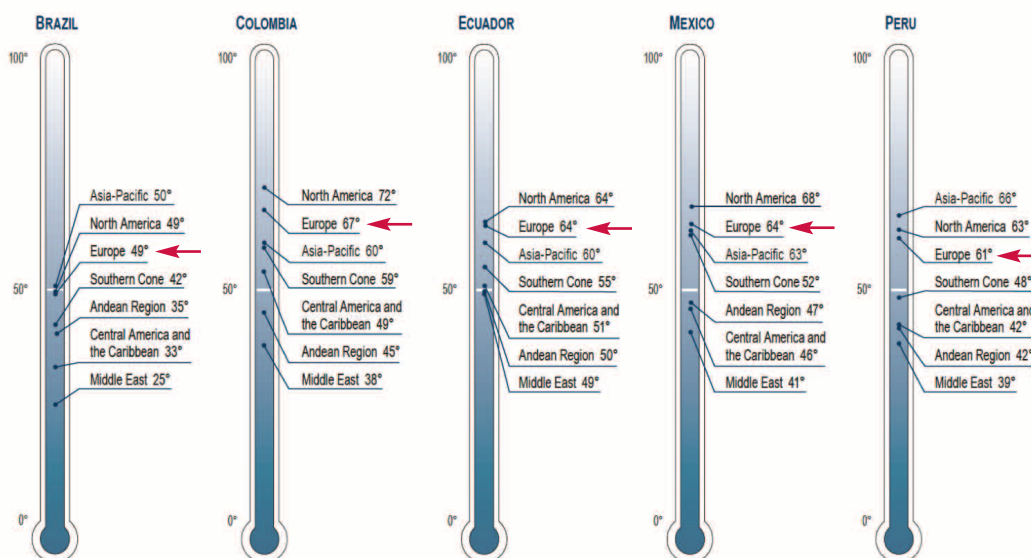 BRAZIL
100°
Asia-Pacific 50°
North America 49°
Europe 49°
Southern Cone 42°
50°
Andean Region 35°
Central America and
the Caribbean 33°
Middle East 25°
0°
COLOMBIA
100°
North America 72°
Europe 67°
Asia-Pacific 60°
Southern Cone 59°
50°
Central America and
the Caribbean 49°
Andean Region 45°
Middle East 38°
0°
ECUADOR
100°
North America 64°
Europe 64°
Asia-Pacific 60°
Southern Cone 55°
50°
Central America and
the Caribbean 51°
Andean Region 50°
Middle East 49°
0°
MEXICO
100°
North America 68°
Europe 64°
Asia-Pacific 63°
Southern Cone 52°
50°
Andean Region 47°
Central America and
the Caribbean 46°
Middle East 41°
0°
PERU
100°
Asia-Pacific 66°
North America 63°
Europe 61°
Southern Cone 48°
50°
Central America and
the Caribbean 42°
Andean Region 42°
Middle East 39°
0°